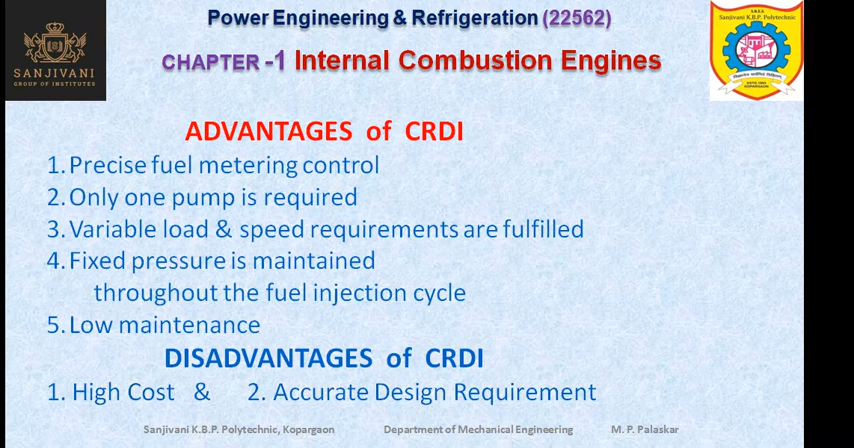 Power Engineering & Refrigeration (22562)
CHAPTER -1 Internal Combustion Engines
SANJIVANI
GROUP OF INSTITUTES
S.R.E.S.
Sanjivani K.B.P. Polytechnic
KOPARGAON
ADVANTAGES of CRDI
1. Precise fuel metering control
2. Only one pump is required
3. Variable load & speed requirements are fulfilled
4. Fixed pressure is maintained
throughout the fuel injection cycle
5. Low maintenance
DISADVANTAGES of CRDI
1. High Cost & 2. Accurate Design Requirement
Sanjivani K.B.P. Polytechnic, Kopargaon Department of Mechanical Engineering M. P. Palaskar